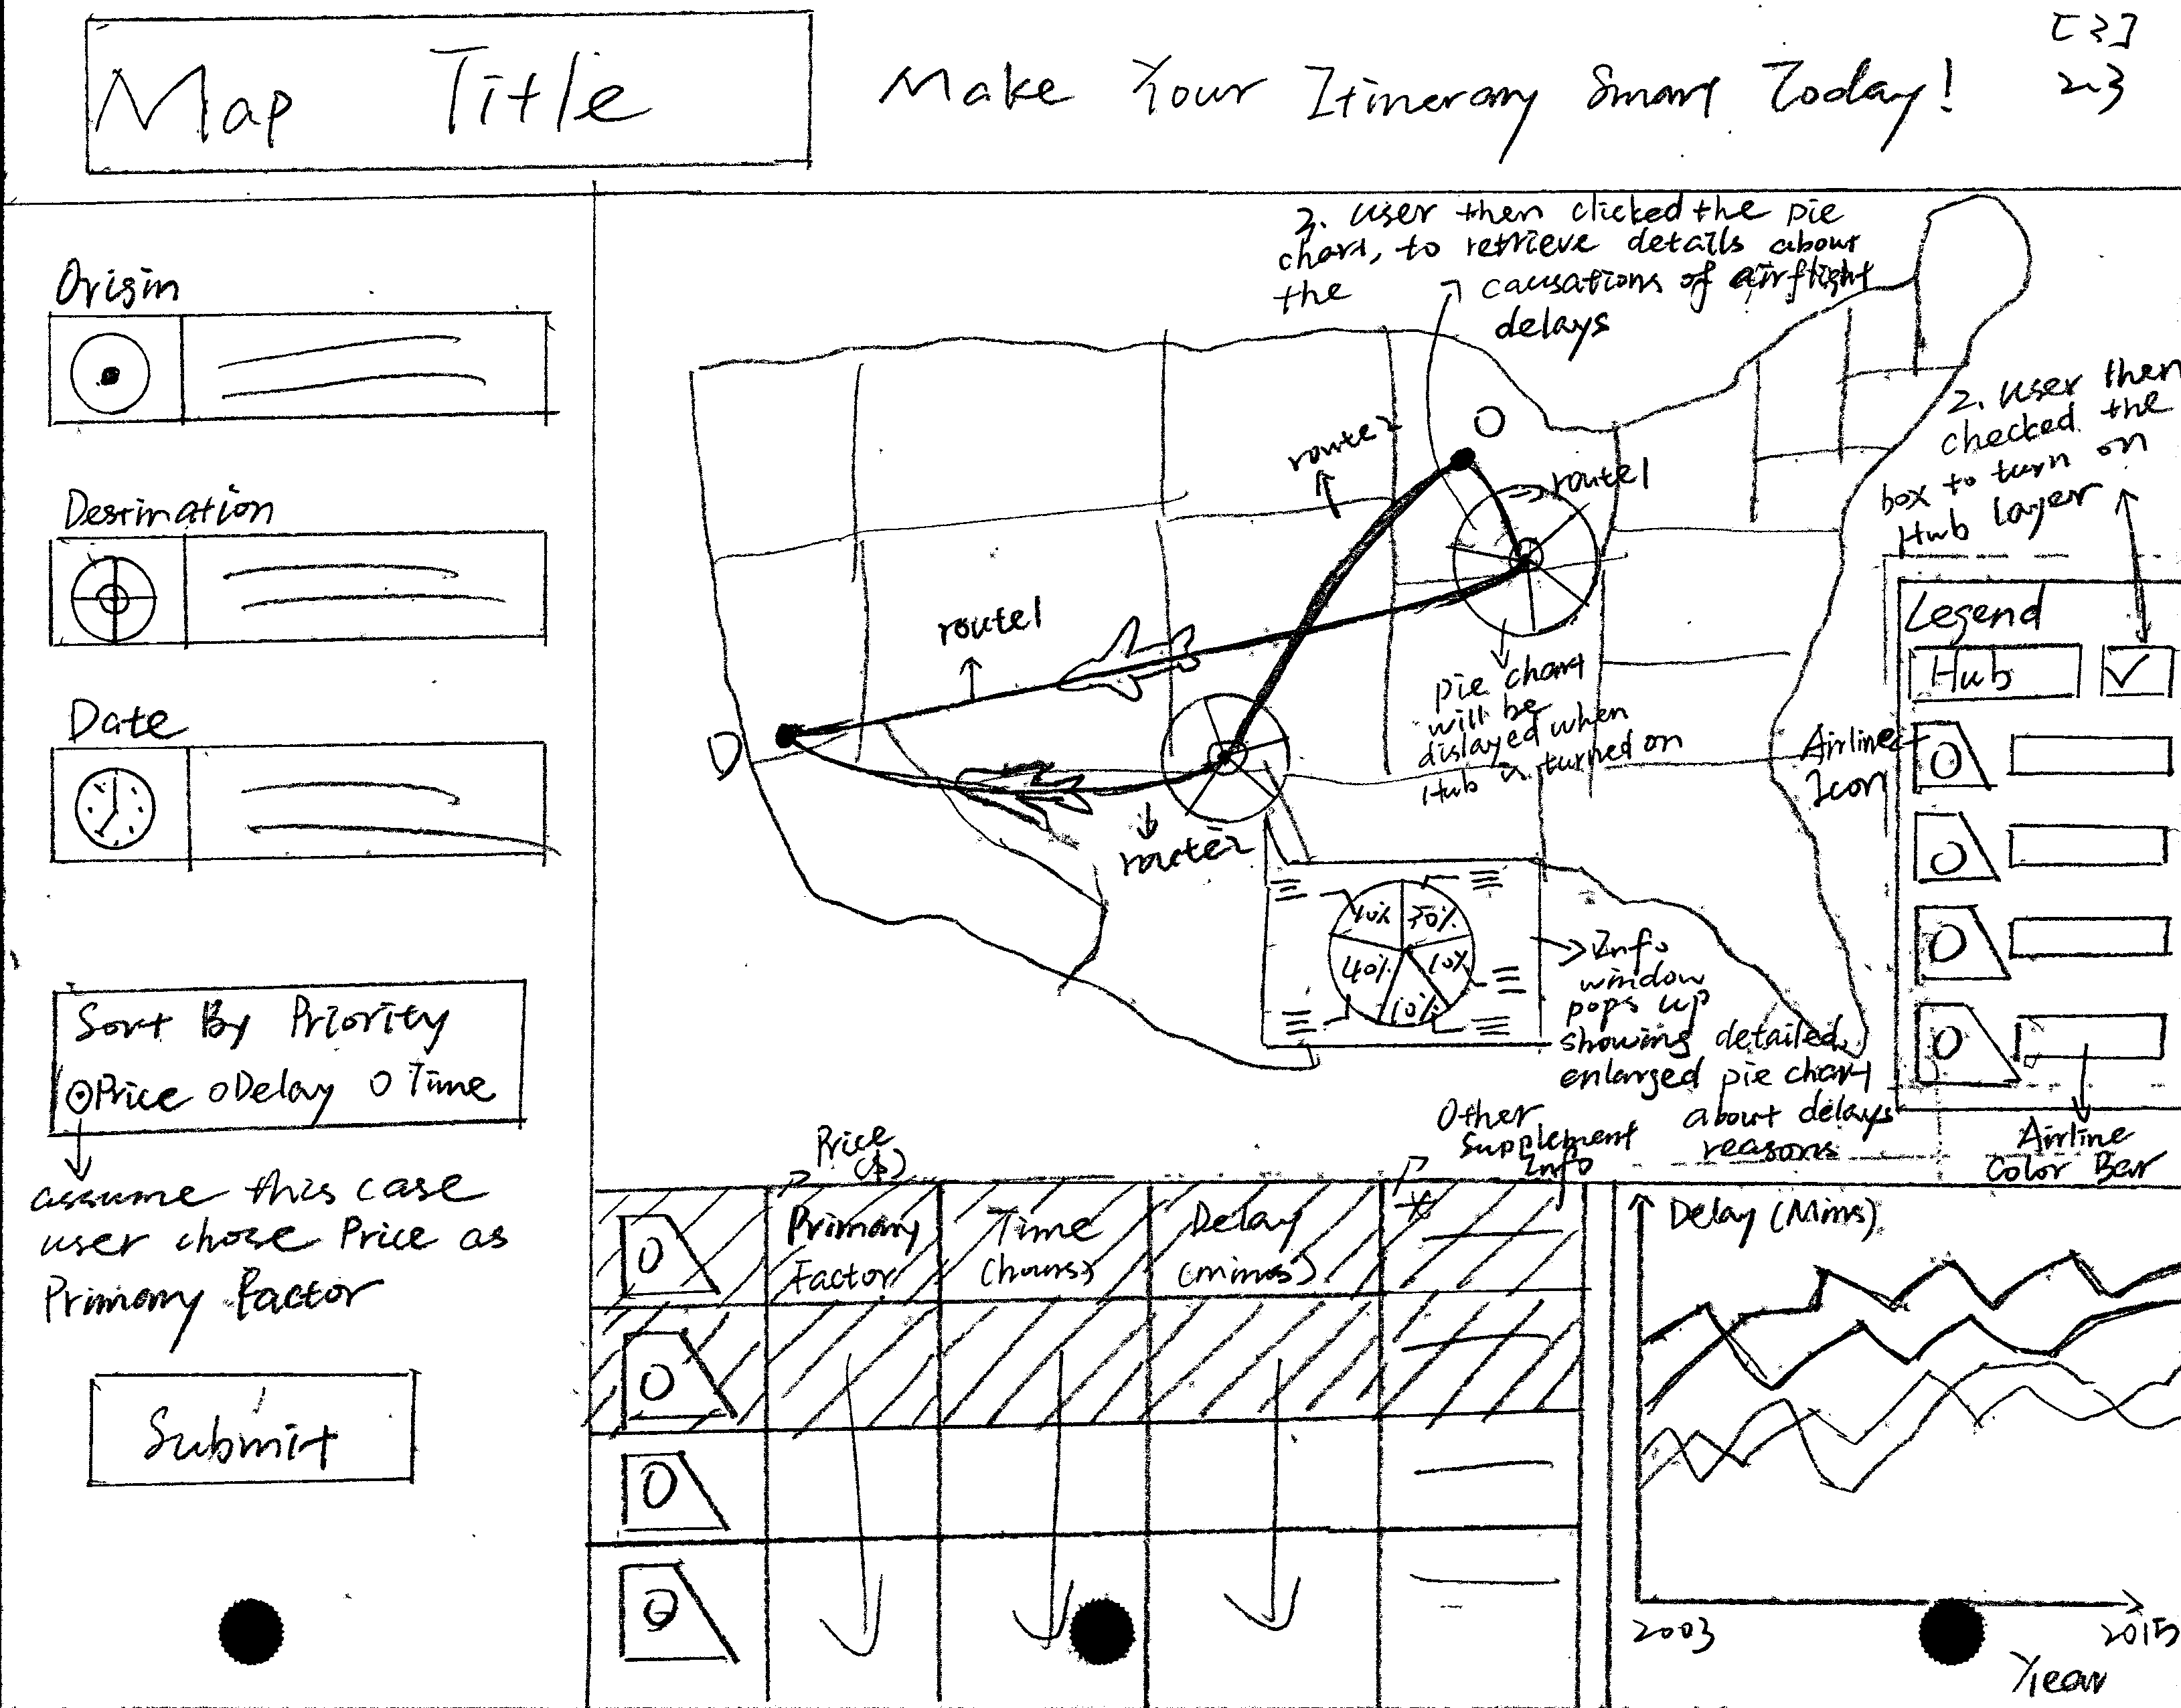 Map Title
Make Your Itinerary Smart Today!
[3]
2.3
Origin
Destination
Date
Sort By Priority
Price Delay Time
assume this case
user chose Price as
Primary Factor
Submit
3. user then clicked the pie
chart, to retrieve details about
the causations of airflight
delays
2. user then
checked the
box to turn on
Hub layer
O
route2
route1
route1
D
route2
pie chart
will be
dislayed when
Hub is turned on
Legend
Hub
Airline
Icon
Airline
Color Bar
10% 30%
40% 10%
10%
Info
window
pops up
showing detailed
enlarged pie chart
about delays
reasons
Price
($)
Other
Supplement
Info
Primary
Factor
Time
(hours)
Delay
(mins)
Delay (Mins)
2003
2015
Year